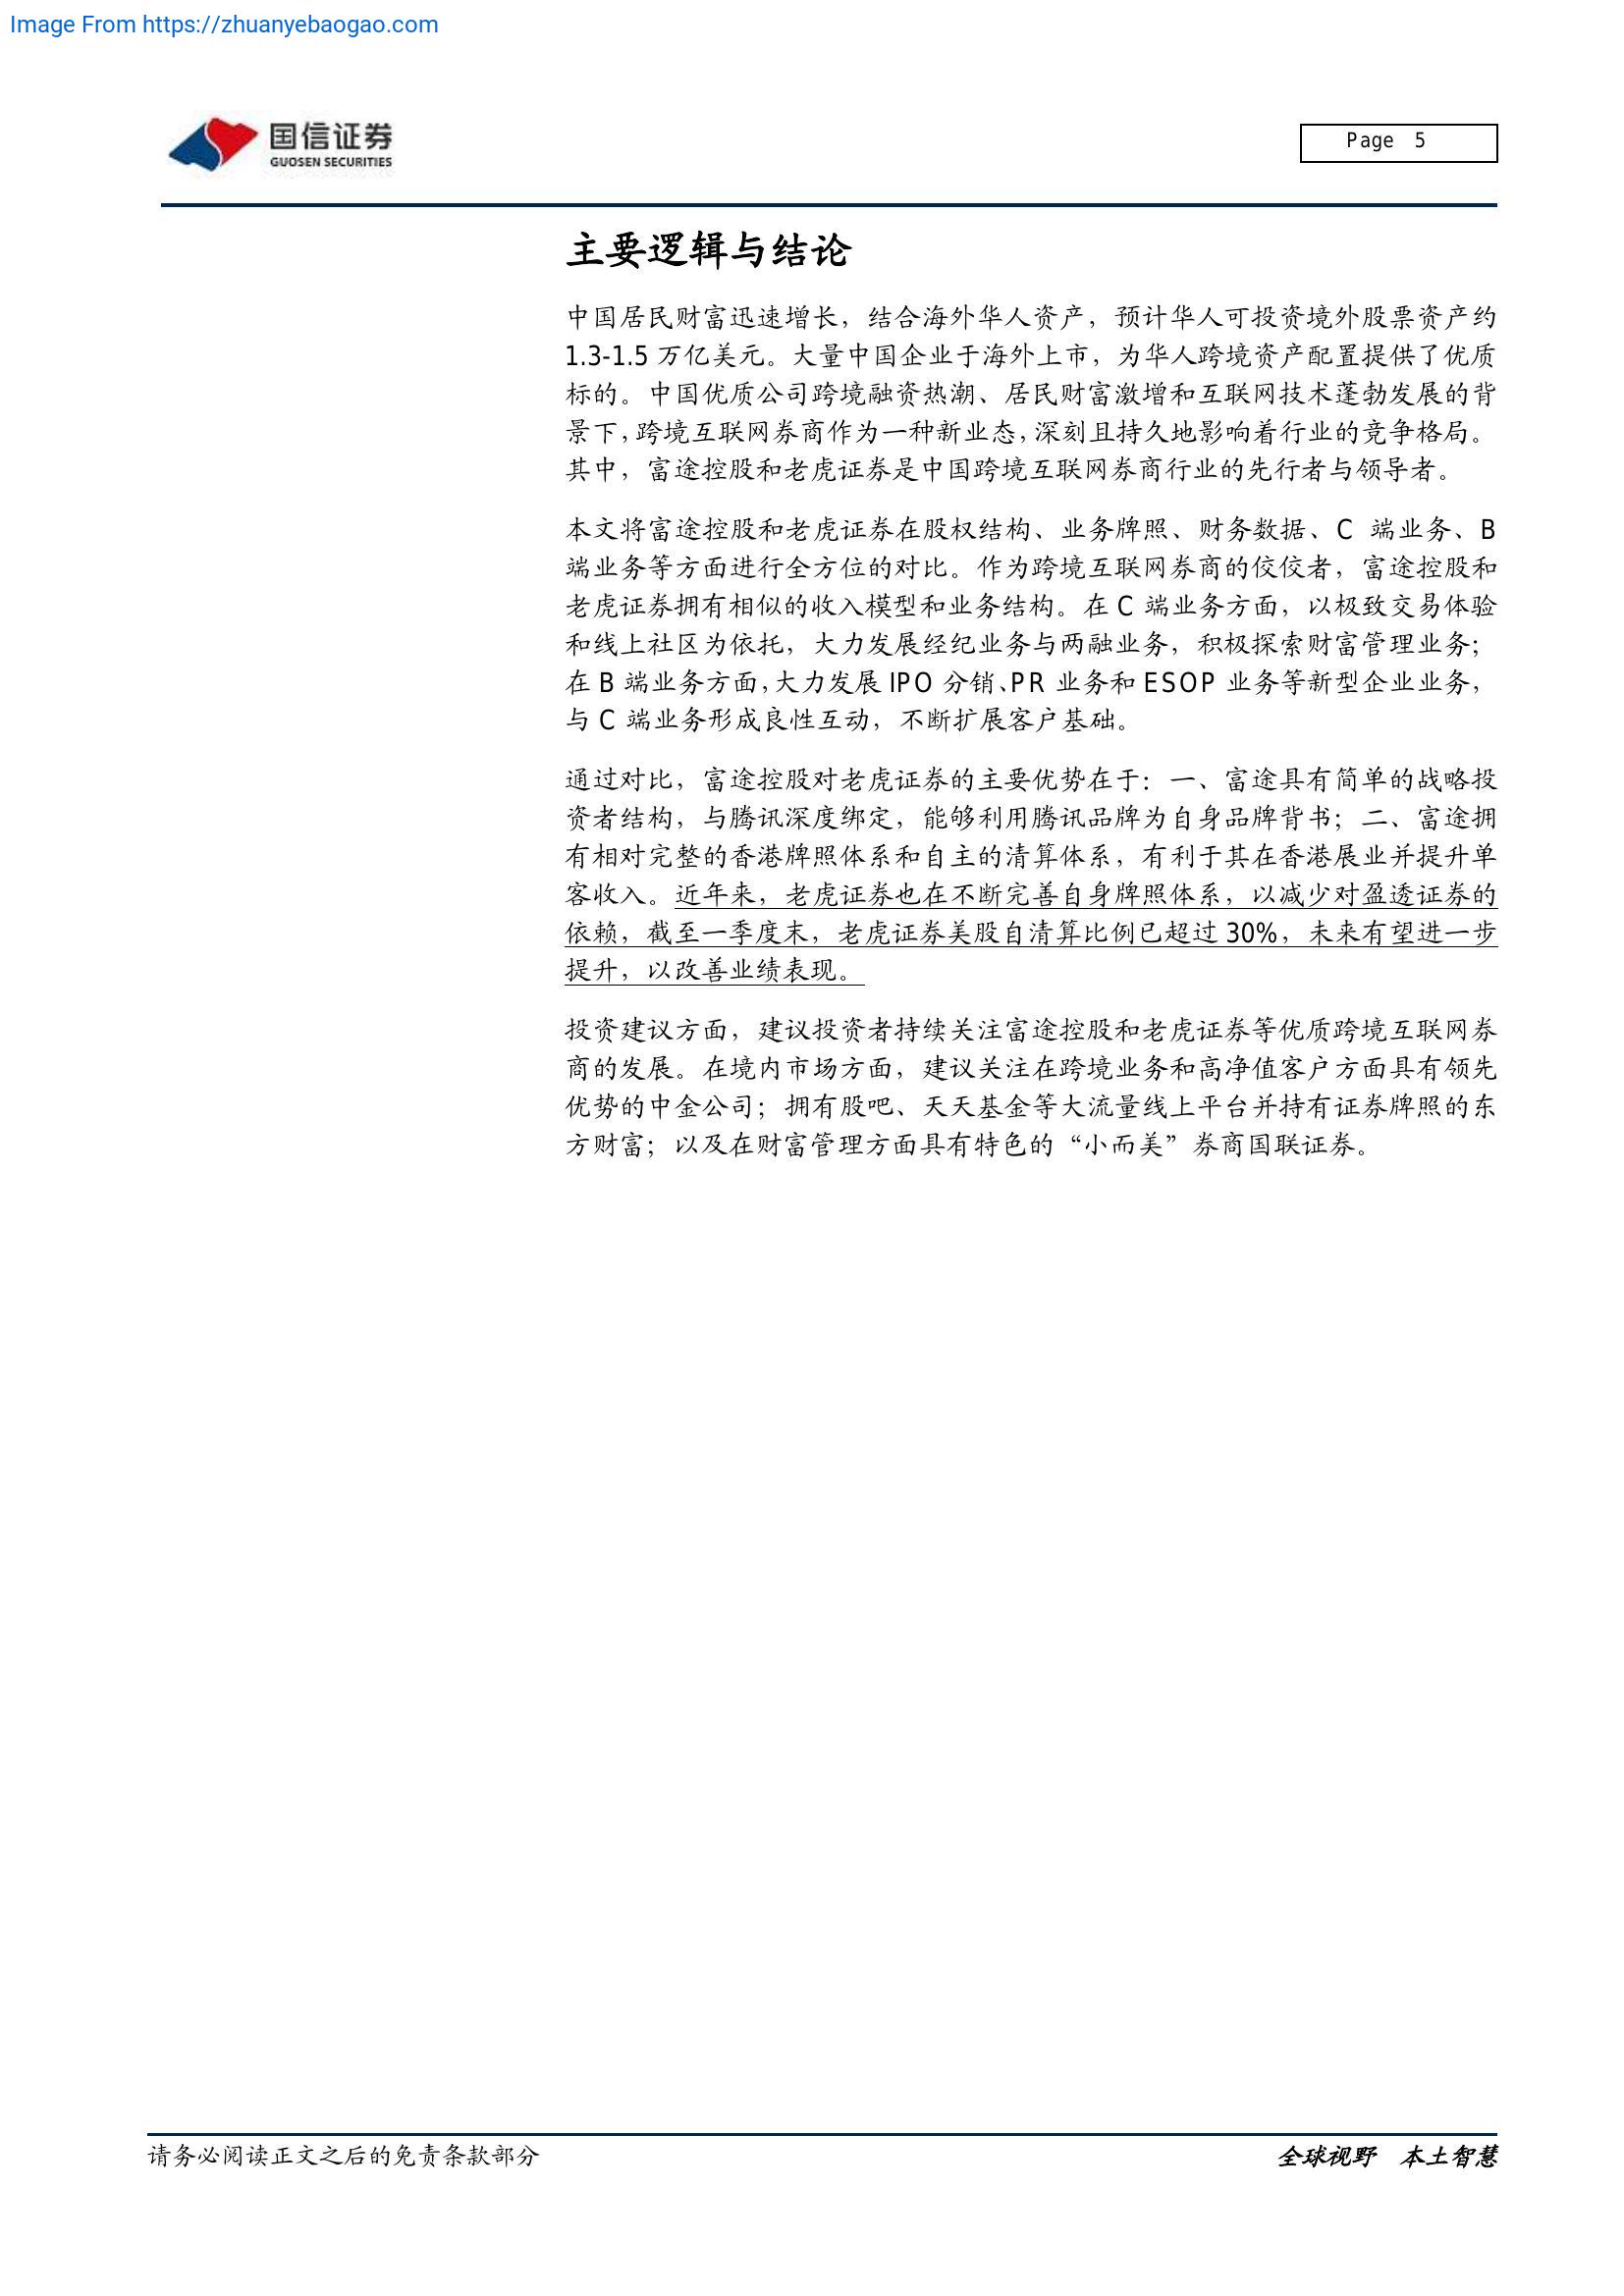 Image From https://zhuanyebaogao.com
国信证券
GUOSEN SECURITIES
Page 5
主要逻辑与结论
中国居民财富迅速增长，结合海外华人资产，预计华人可投资境外股票资产约
1.3-1.5 万亿美元。大量中国企业于海外上市，为华人跨境资产配置提供了优质
标的。中国优质公司跨境融资热潮、居民财富激增和互联网技术蓬勃发展的背
景下，跨境互联网券商作为一种新业态，深刻且持久地影响着行业的竞争格局。
其中，富途控股和老虎证券是中国跨境互联网券商行业的先行者与领导者。
本文将富途控股和老虎证券在股权结构、业务牌照、财务数据、C 端业务、B
端业务等方面进行全方位的对比。作为跨境互联网券商的佼佼者，富途控股和
老虎证券拥有相似的收入模型和业务结构。在 C 端业务方面，以极致交易体验
和线上社区为依托，大力发展经纪业务与两融业务，积极探索财富管理业务；
在 B 端业务方面，大力发展 IPO 分销、PR 业务和 ESOP 业务等新型企业业务，
与 C 端业务形成良性互动，不断扩展客户基础。
通过对比，富途控股对老虎证券的主要优势在于：一、富途具有简单的战略投
资者结构，与腾讯深度绑定，能够利用腾讯品牌为自身品牌背书；二、富途拥
有相对完整的香港牌照体系和自主的清算体系，有利于其在香港展业并提升单
客收入。近年来，老虎证券也在不断完善自身牌照体系，以减少对盈透证券的
依赖，截至一季度末，老虎证券美股自清算比例已超过 30%，未来有望进一步
提升，以改善业绩表现。
投资建议方面，建议投资者持续关注富途控股和老虎证券等优质跨境互联网券
商的发展。在境内市场方面，建议关注在跨境业务和高净值客户方面具有领先
优势的中金公司；拥有股吧、天天基金等大流量线上平台并持有证券牌照的东
方财富；以及在财富管理方面具有特色的“小而美”券商国联证券。
请务必阅读正文之后的免责条款部分
全球视野 本土智慧